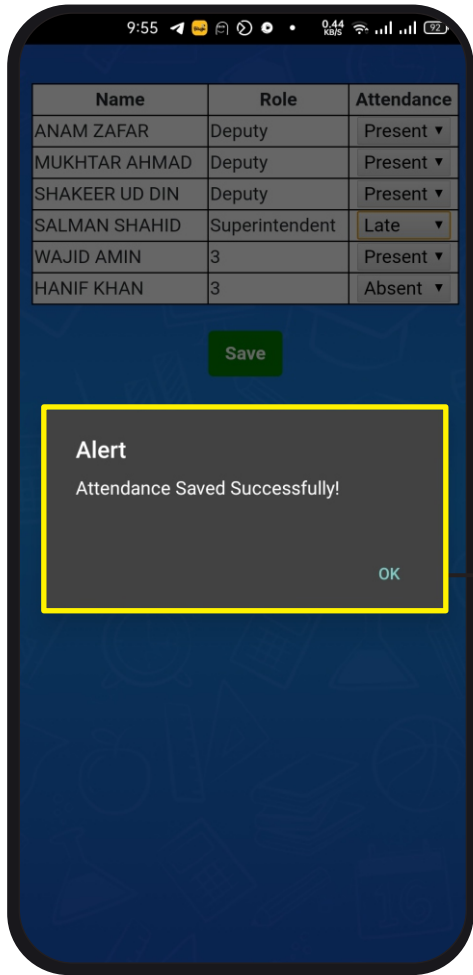 9:55 0.44 KB/S 92
Name Role Attendance
ANAM ZAFAR Deputy Present
MUKHTAR AHMAD Deputy Present
SHAKEER UD DIN Deputy Present
SALMAN SHAHID Superintendent Late
WAJID AMIN 3 Present
HANIF KHAN 3 Absent
Save
Alert
Attendance Saved Successfully!
OK